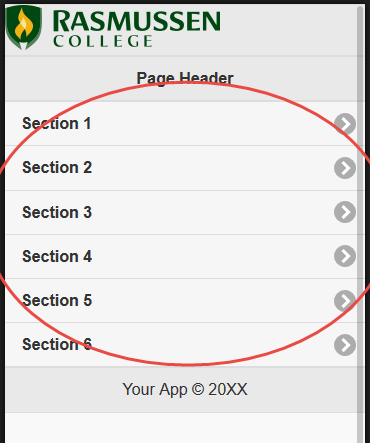 RASMUSSEN
COLLEGE
Page Header
Section 1
Section 2
Section 3
Section 4
Section 5
Section 6
Your App © 20XX